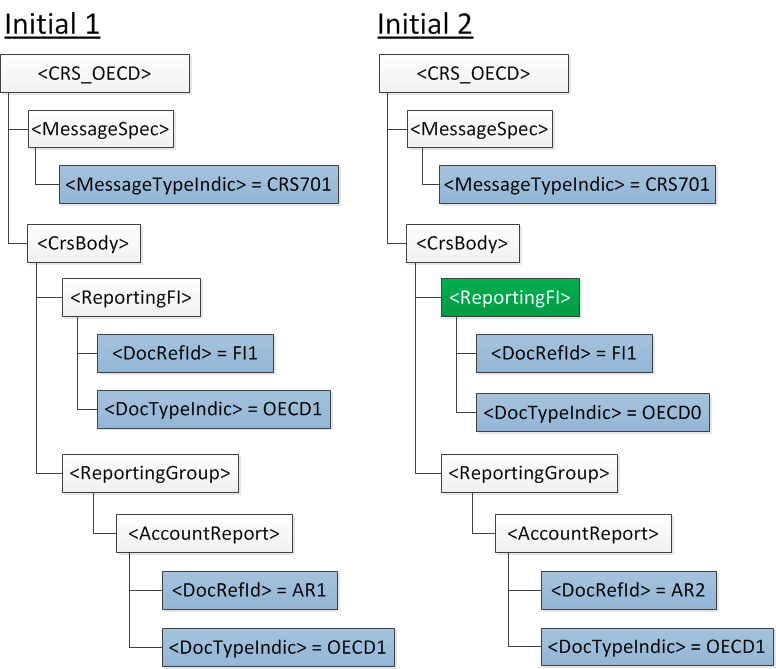 Initial 1
<CRS_OECD>
<MessageSpec>
<MessageTypeIndic> = CRS701
<CrsBody>
<ReportingFI>
<DocRefId> = FI1
<DocTypeIndic> = OECD1
<ReportingGroup>
<AccountReport>
<DocRefId> = AR1
<DocTypeIndic> = OECD1
Initial 2
<CRS_OECD>
<MessageSpec>
<MessageTypeIndic> = CRS701
<CrsBody>
<ReportingFI>
<DocRefId> = FI1
<DocTypeIndic> = OECD0
<ReportingGroup>
<AccountReport>
<DocRefId> = AR2
<DocTypeIndic> = OECD1